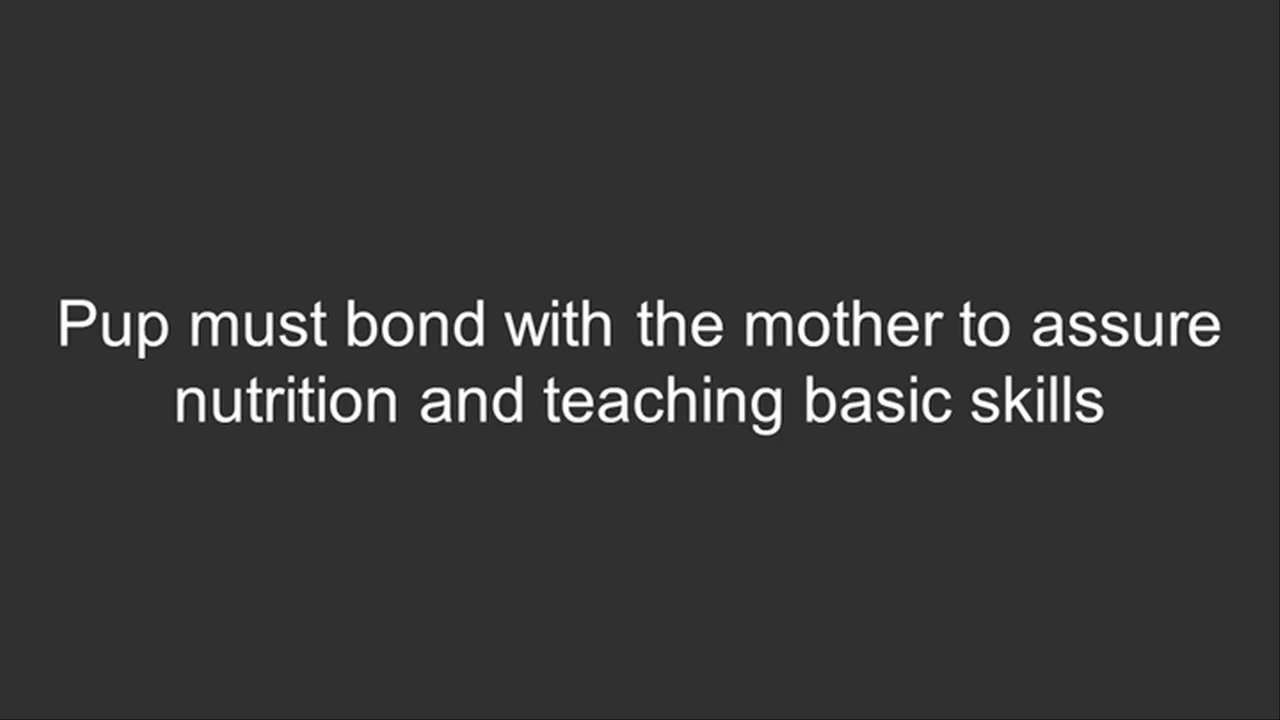 Pup must bond with the mother to assure
nutrition and teaching basic skills